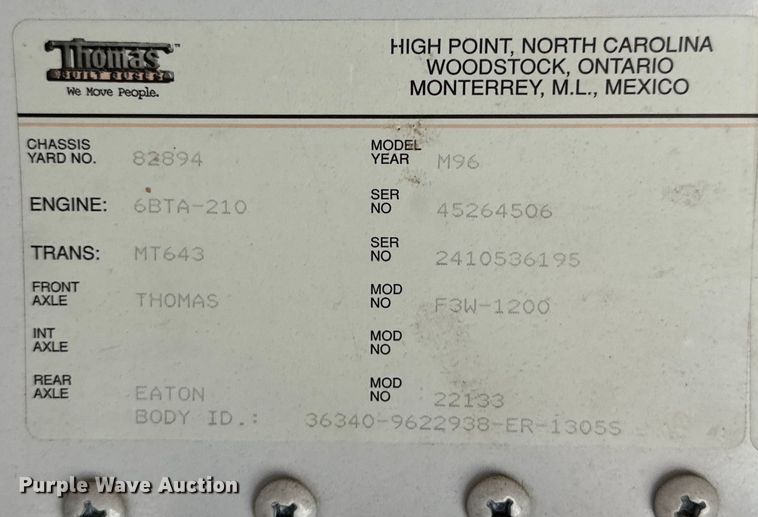 Thomas™
BUILT BUSES
We Move People.
HIGH POINT, NORTH CAROLINA
WOODSTOCK, ONTARIO
MONTERREY, M.L., MEXICO
CHASSIS
YARD NO. 82894
MODEL
YEAR M96
ENGINE: 6BTA-210
SER
NO 45264506
TRANS: MT643
SER
NO 2410536195
FRONT
AXLE THOMAS
MOD
NO F3W-1200
INT
AXLE
MOD
NO
REAR
AXLE EATON
MOD
NO 22133
BODY ID.: 36340-9622938-ER-1305S
Purple Wave Auction